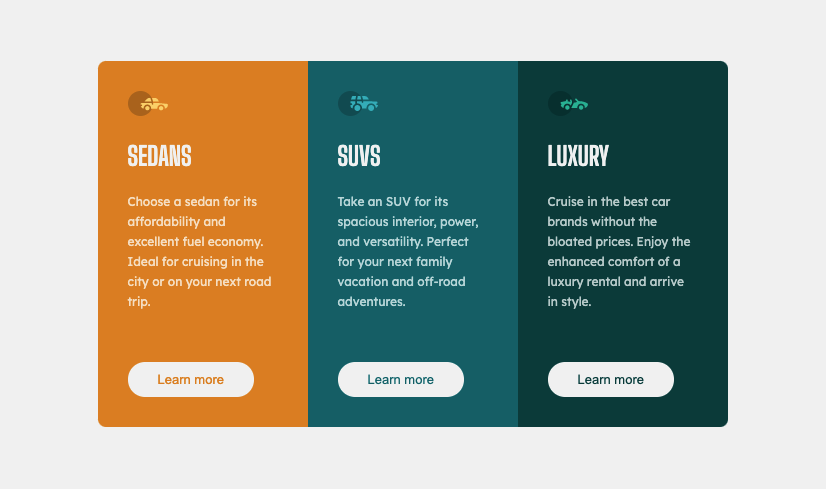 SEDANS
Choose a sedan for its
affordability and
excellent fuel economy.
Ideal for cruising in the
city or on your next road
trip.
Learn more
SUVS
Take an SUV for its
spacious interior, power,
and versatility. Perfect
for your next family
vacation and off-road
adventures.
Learn more
LUXURY
Cruise in the best car
brands without the
bloated prices. Enjoy the
enhanced comfort of a
luxury rental and arrive
in style.
Learn more